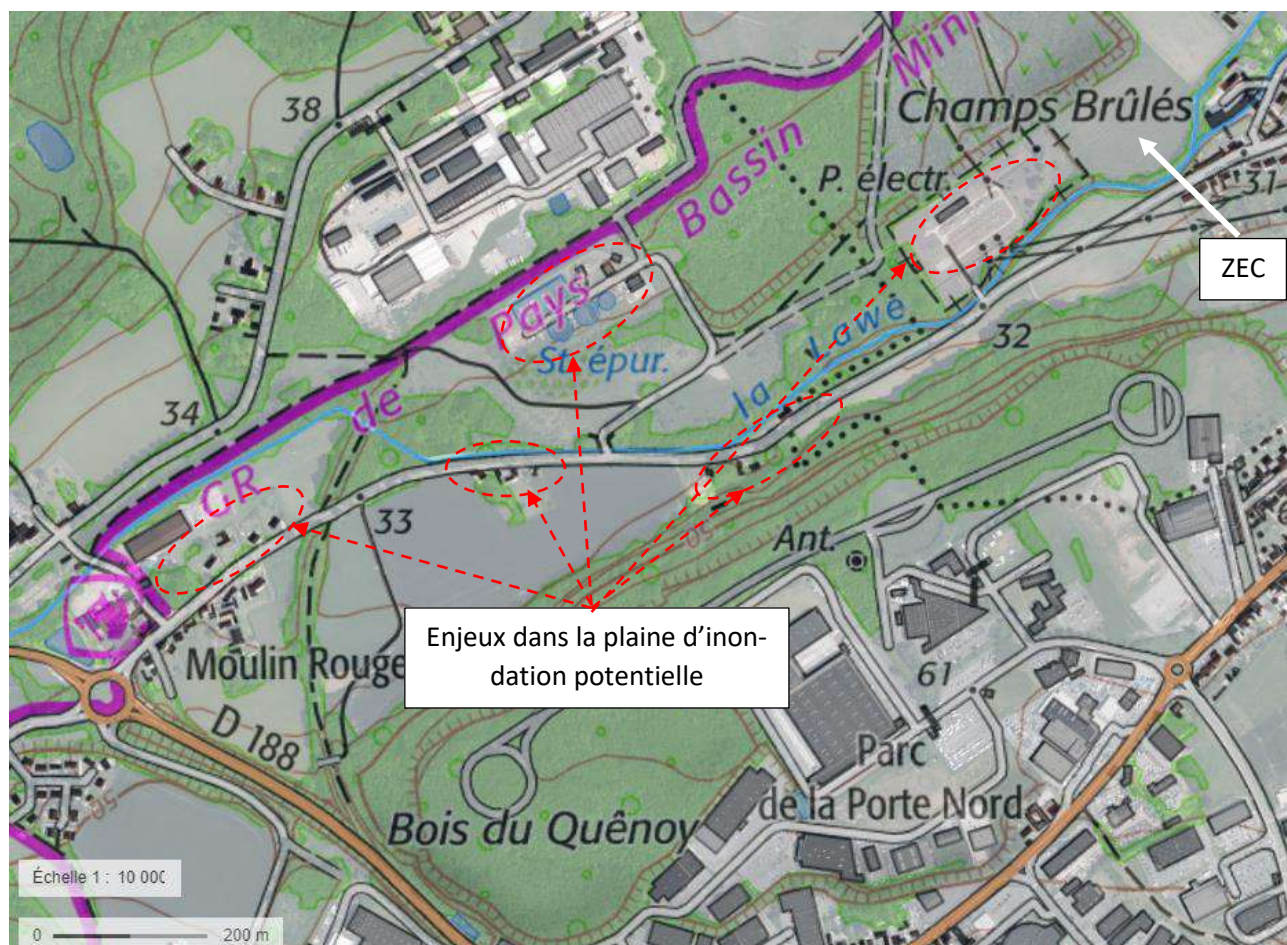 Mini
Champs Brûlés
38
Bassin
P. électr.
31
ZEC
Pays
St. épur.
la Lawe
32
34
de
GR
33
50
Ant.
Enjeux dans la plaine d’inon-
dation potentielle
Moulin Rouge
61
D 188
Parc
de la Porte Nord
Bois du Quênoy
50
Échelle 1 : 10 000
0 200 m